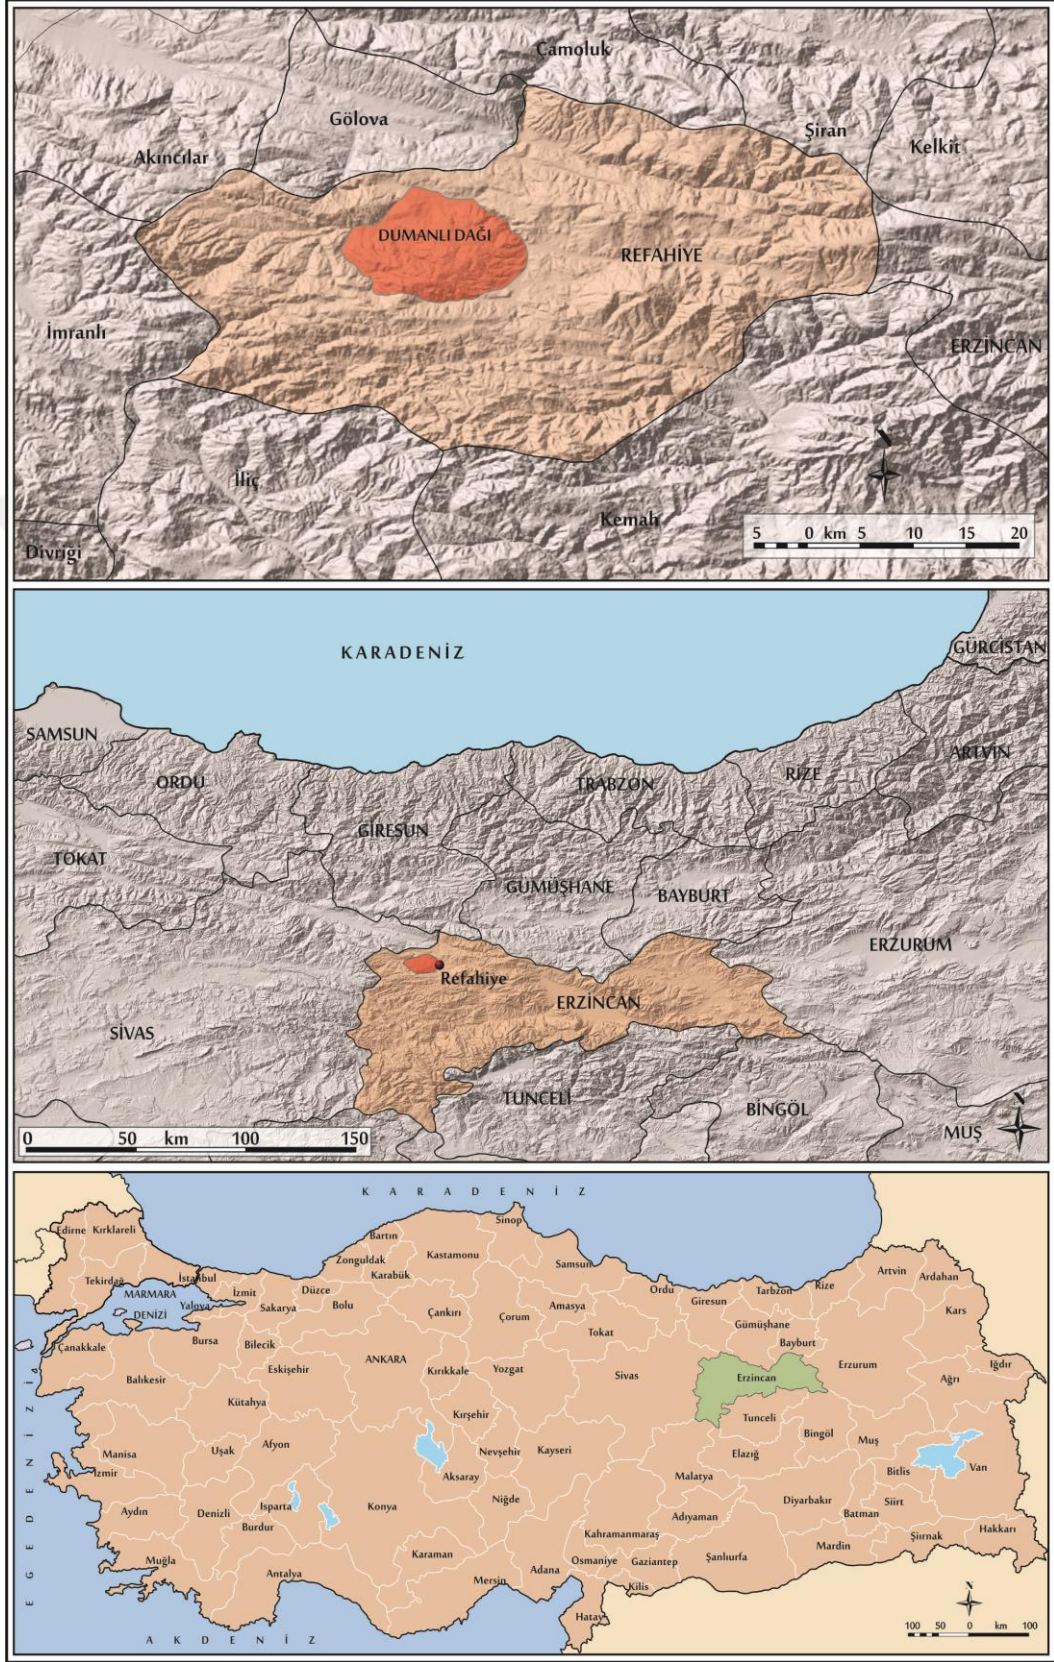 Çamoluk
Gölova
Şiran
Kelkit
Akıncılar
DUMANLI DAĞI
REFAHİYE
İmranlı
ERZİNCAN
İliç
Kemah
Divriği
5 0 km 5 10 15 20
KARADENİZ
GÜRCİSTAN
SAMSUN
ARTVİN
ORDU
TRABZON
RİZE
GİRESUN
TOKAT
GÜMÜŞHANE
BAYBURT
ERZURUM
Refahiye
ERZİNCAN
SİVAS
TUNCELİ
BİNGÖL
MUŞ
N
0 50 km 100 150
KARADENİZ
Sinop
Edirne Kırklareli
Bartın
Zonguldak
Kastamonu
Karabük
Samsun
Artvin
Ardahan
Tekirdağ
İstanbul
İzmit
Düzce
Ordu
Giresun
Tarbzon
Rize
MARMARA
DENİZİ
Yalova
Sakarya
Bolu
Çankırı
Çorum
Amasya
Tokat
Gümüşhane
Bayburt
Kars
Çanakkale
Bursa
Bilecik
Eskişehir
ANKARA
Kırıkkale
Yozgat
Sivas
Erzincan
Erzurum
Iğdır
Ağrı
Balıkesir
Kütahya
Kırşehir
Tunceli
Bingöl
Muş
Manisa
İzmir
Uşak
Afyon
Nevşehir
Kayseri
Elazığ
Malatya
Bitlis
Van
Aksaray
Aydın
Denizli
Isparta
Burdur
Konya
Niğde
Adıyaman
Diyarbakır
Batman
Siirt
Şırnak
Hakkarı
Kahramanmaraş
Mardin
Muğla
Antalya
Karaman
Mersin
Adana
Osmaniye
Gaziantep
Şanlıurfa
Kilis
Hatay
EGE DENİZİ
AKDENİZ
N
100 50 0 km 100